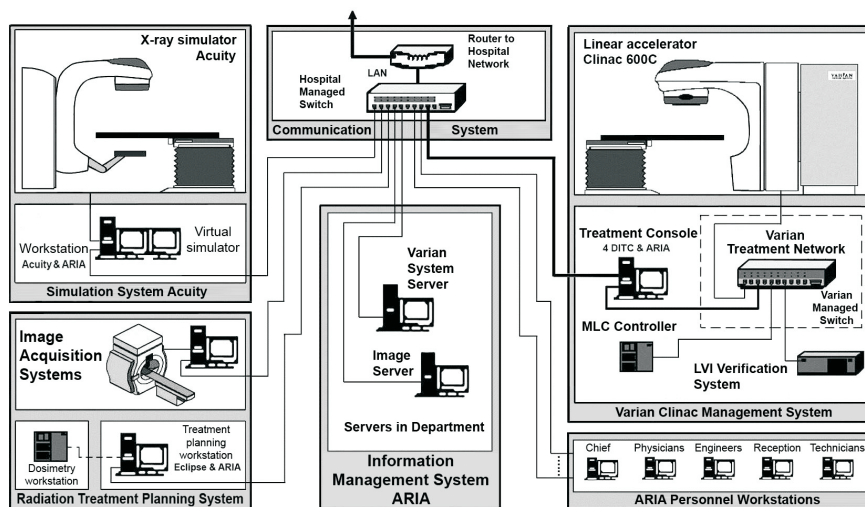 X-ray simulator
Acuity
Workstation
Acuity & ARIA
Virtual
simulator
Simulation System Acuity
Image
Acquisition
Systems
Dosimetry
workstation
Treatment
planning
workstation
Eclipse & ARIA
Radiation Treatment Planning System
Router to
Hospital
Network
LAN
Hospital
Managed
Switch
Communication System
Varian
System
Server
Image
Server
Servers in Department
Information
Management System
ARIA
Linear accelerator
Clinac 600C
VARIAN
Treatment Console
4 DITC & ARIA
Varian
Treatment Network
Varian
Managed
Switch
MLC Controller
LVI Verification
System
Varian Clinac Management System
Chief Physicians Engineers Reception Technicians
ARIA Personnel Workstations